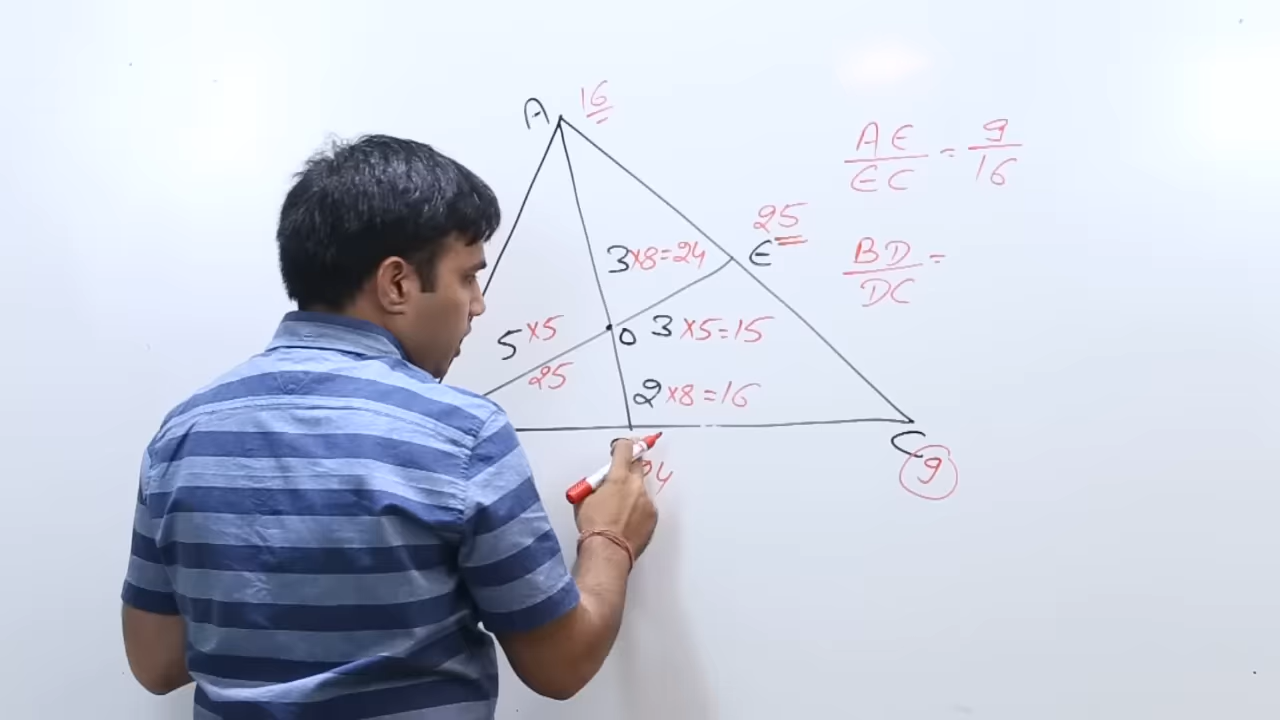 A 16
AE/EC = 9/16
25
E
3×8=24
BD/DC =
5×5
O 3×5=15
25
2×8=16
C
9
24